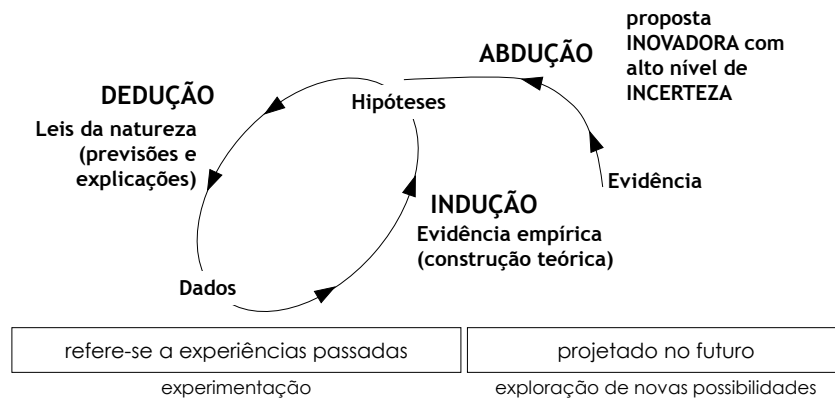 proposta
INOVADORA com
alto nível de
INCERTEZA
ABDUÇÃO
DEDUÇÃO
Hipóteses
Leis da natureza
(previsões e
explicações)
Evidência
INDUÇÃO
Evidência empírica
(construção teórica)
Dados
refere-se a experiências passadas
projetado no futuro
experimentação
exploração de novas possibilidades